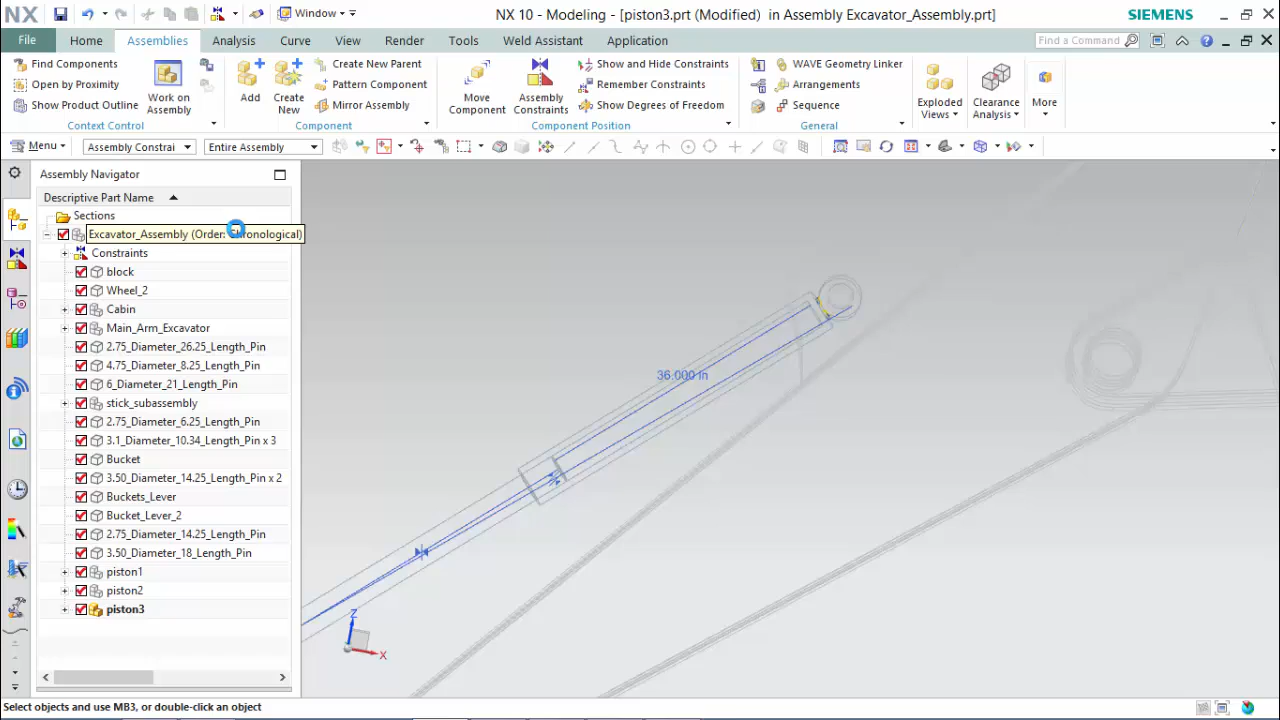 NX
Window
NX 10 - Modeling - [piston3.prt (Modified) in Assembly Excavator_Assembly.prt]
SIEMENS
File
Home
Assemblies
Analysis
Curve
View
Render
Tools
Weld Assistant
Application
Find a Command
Find Components
Open by Proximity
Show Product Outline
Work on Assembly
Context Control
Add
Create New
Create New Parent
Pattern Component
Mirror Assembly
Component
Move Component
Assembly Constraints
Show and Hide Constraints
Remember Constraints
Show Degrees of Freedom
Component Position
WAVE Geometry Linker
Arrangements
Sequence
General
Exploded Views
Clearance Analysis
More
Menu
Assembly Constrai
Entire Assembly
Assembly Navigator
Descriptive Part Name
Sections
Excavator_Assembly (Order: Chronological)
Constraints
block
Wheel_2
Cabin
Main_Arm_Excavator
2.75_Diameter_26.25_Length_Pin
4.75_Diameter_8.25_Length_Pin
6_Diameter_21_Length_Pin
stick_subassembly
2.75_Diameter_6.25_Length_Pin
3.1_Diameter_10.34_Length_Pin x 3
Bucket
3.50_Diameter_14.25_Length_Pin x 2
Buckets_Lever
Bucket_Lever_2
2.75_Diameter_14.25_Length_Pin
3.50_Diameter_18_Length_Pin
piston1
piston2
piston3
36.000 in
Z
X
Select objects and use MB3, or double-click an object